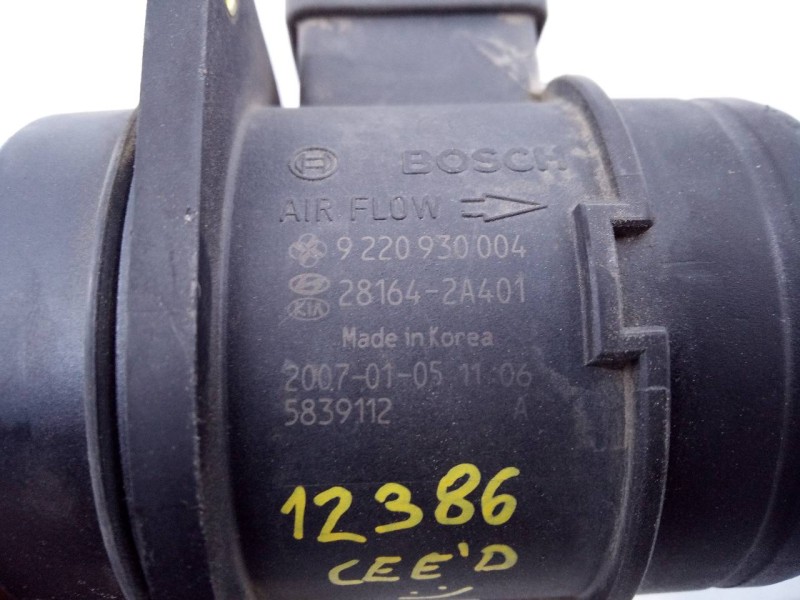 BOSCH
AIR FLOW
9 220 930 004
28164-2A401
KIA
Made in Korea
2007-01-05 11:06
5839112 A
12386
CEE'D